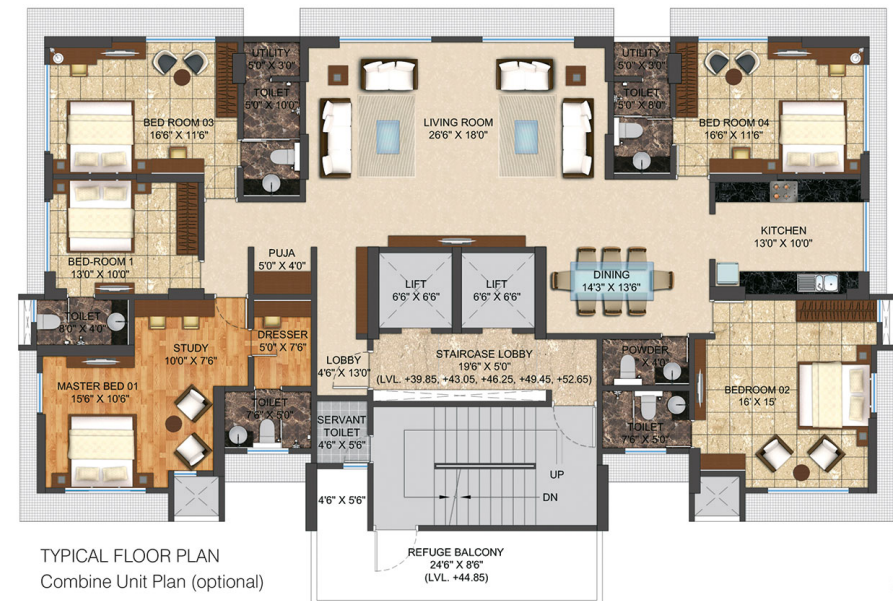 UTILITY
5'0" X 3'0"
TOILET
5'0" X 10'0"
BED ROOM 03
16'6" X 11'6"
LIVING ROOM
26'6" X 18'0"
UTILITY
5'0" X 3'0"
TOILET
5'0" X 8'0"
BED ROOM 04
16'6" X 11'6"
BED-ROOM 1
13'0" X 10'0"
PUJA
5'0" X 4'0"
LIFT
6'6" X 6'6"
LIFT
6'6" X 6'6"
DINING
14'3" X 13'6"
KITCHEN
13'0" X 10'0"
TOILET
8'0" X 4'0"
STUDY
10'0" X 7'6"
DRESSER
5'0" X 7'6"
LOBBY
4'6" X 13'0"
STAIRCASE LOBBY
19'6" X 5'0"
(LVL. +39.85, +43.05, +46.25, +49.45, +52.65)
POWDER
X 4'0"
MASTER BED 01
15'6" X 10'6"
BEDROOM 02
16' X 15'
TOILET
7'6" X 5'0"
SERVANT
TOILET
4'6" X 5'6"
TOILET
7'6" X 5'0"
UP
DN
4'6" X 5'6"
REFUGE BALCONY
24'6" X 8'6"
(LVL. +44.85)
TYPICAL FLOOR PLAN
Combine Unit Plan (optional)